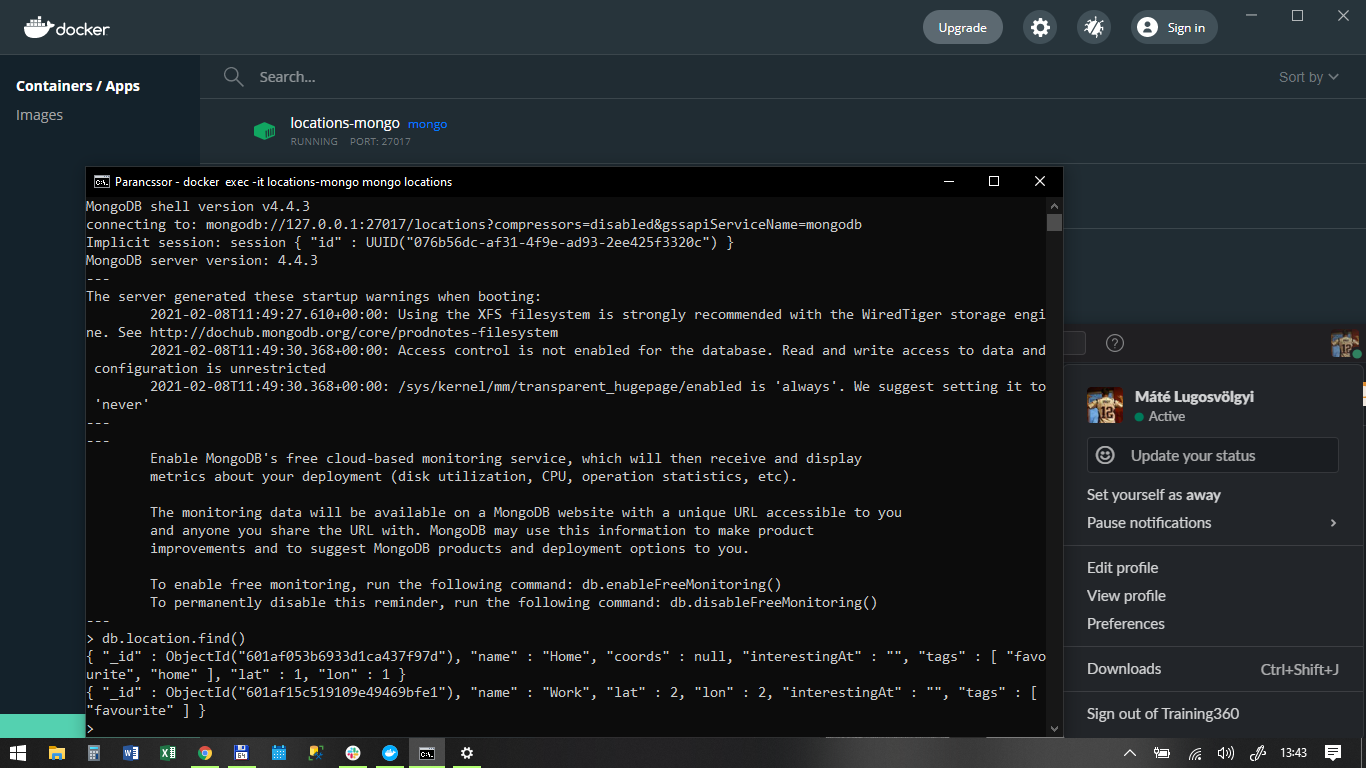 docker
Upgrade
Sign in
Containers / Apps
Images
Search...
Sort by
locations-mongo mongo
RUNNING PORT: 27017
C:\.
Parancssor - docker exec -it locations-mongo mongo locations
MongoDB shell version v4.4.3
connecting to: mongodb://127.0.0.1:27017/locations?compressors=disabled&gssapiServiceName=mongodb
Implicit session: session { "id" : UUID("076b56dc-af31-4f9e-ad93-2ee425f3320c") }
MongoDB server version: 4.4.3
---
The server generated these startup warnings when booting:
2021-02-08T11:49:27.610+00:00: Using the XFS filesystem is strongly recommended with the WiredTiger storage engi
ne. See http://dochub.mongodb.org/core/prodnotes-filesystem
2021-02-08T11:49:30.368+00:00: Access control is not enabled for the database. Read and write access to data and
configuration is unrestricted
2021-02-08T11:49:30.368+00:00: /sys/kernel/mm/transparent_hugepage/enabled is 'always'. We suggest setting it to
'never'
---
---
Enable MongoDB's free cloud-based monitoring service, which will then receive and display
metrics about your deployment (disk utilization, CPU, operation statistics, etc).
The monitoring data will be available on a MongoDB website with a unique URL accessible to you
and anyone you share the URL with. MongoDB may use this information to make product
improvements and to suggest MongoDB products and deployment options to you.
To enable free monitoring, run the following command: db.enableFreeMonitoring()
To permanently disable this reminder, run the following command: db.disableFreeMonitoring()
---
> db.location.find()
{ "_id" : ObjectId("601af053b6933d1ca437f97d"), "name" : "Home", "coords" : null, "interestingAt" : "", "tags" : [ "favo
urite", "home" ], "lat" : 1, "lon" : 1 }
{ "_id" : ObjectId("601af15c519109e49469bfe1"), "name" : "Work", "lat" : 2, "lon" : 2, "interestingAt" : "", "tags" : [
"favourite" ] }
>
Máté Lugosvölgyi
Active
Update your status
Set yourself as away
Pause notifications
Edit profile
View profile
Preferences
Downloads Ctrl+Shift+J
Sign out of Training360
64
13:43